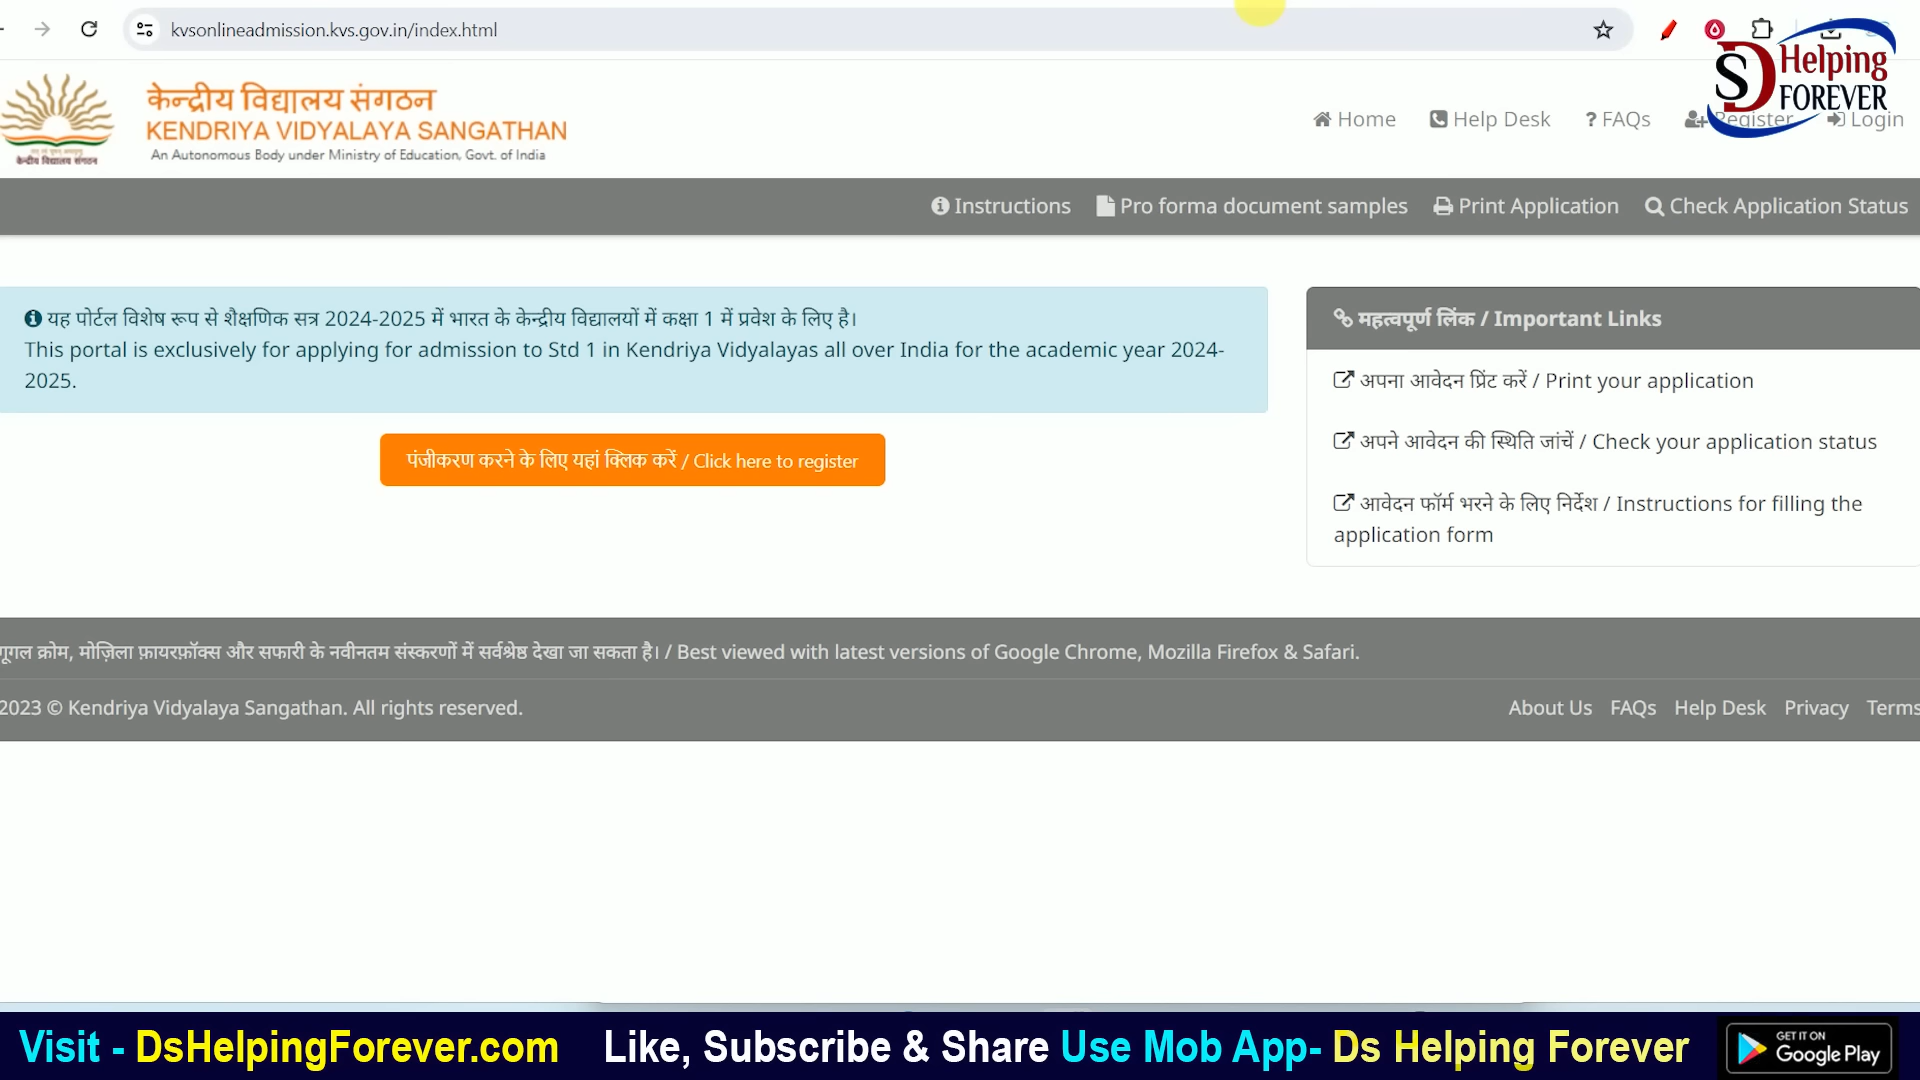 kvsonlineadmission.kvs.gov.in/index.html
SD Helping FOREVER
केन्द्रीय विद्यालय संगठन
KENDRIYA VIDYALAYA SANGATHAN
An Autonomous Body under Ministry of Education, Govt. of India
केन्द्रीय विद्यालय संगठन
Home Help Desk ? FAQs Register Login
Instructions Pro forma document samples Print Application Check Application Status
यह पोर्टल विशेष रूप से शैक्षणिक सत्र 2024-2025 में भारत के केन्द्रीय विद्यालयों में कक्षा 1 में प्रवेश के लिए है।
This portal is exclusively for applying for admission to Std 1 in Kendriya Vidyalayas all over India for the academic year 2024-
2025.
पंजीकरण करने के लिए यहां क्लिक करें / Click here to register
महत्वपूर्ण लिंक / Important Links
अपना आवेदन प्रिंट करें / Print your application
अपने आवेदन की स्थिति जांचें / Check your application status
आवेदन फॉर्म भरने के लिए निर्देश / Instructions for filling the
application form
गूगल क्रोम, मोज़िला फ़ायरफ़ॉक्स और सफारी के नवीनतम संस्करणों में सर्वश्रेष्ठ देखा जा सकता है। / Best viewed with latest versions of Google Chrome, Mozilla Firefox & Safari.
2023 © Kendriya Vidyalaya Sangathan. All rights reserved.
About Us FAQs Help Desk Privacy Terms
Visit - DsHelpingForever.com Like, Subscribe & Share Use Mob App- Ds Helping Forever
GET IT ON
Google Play